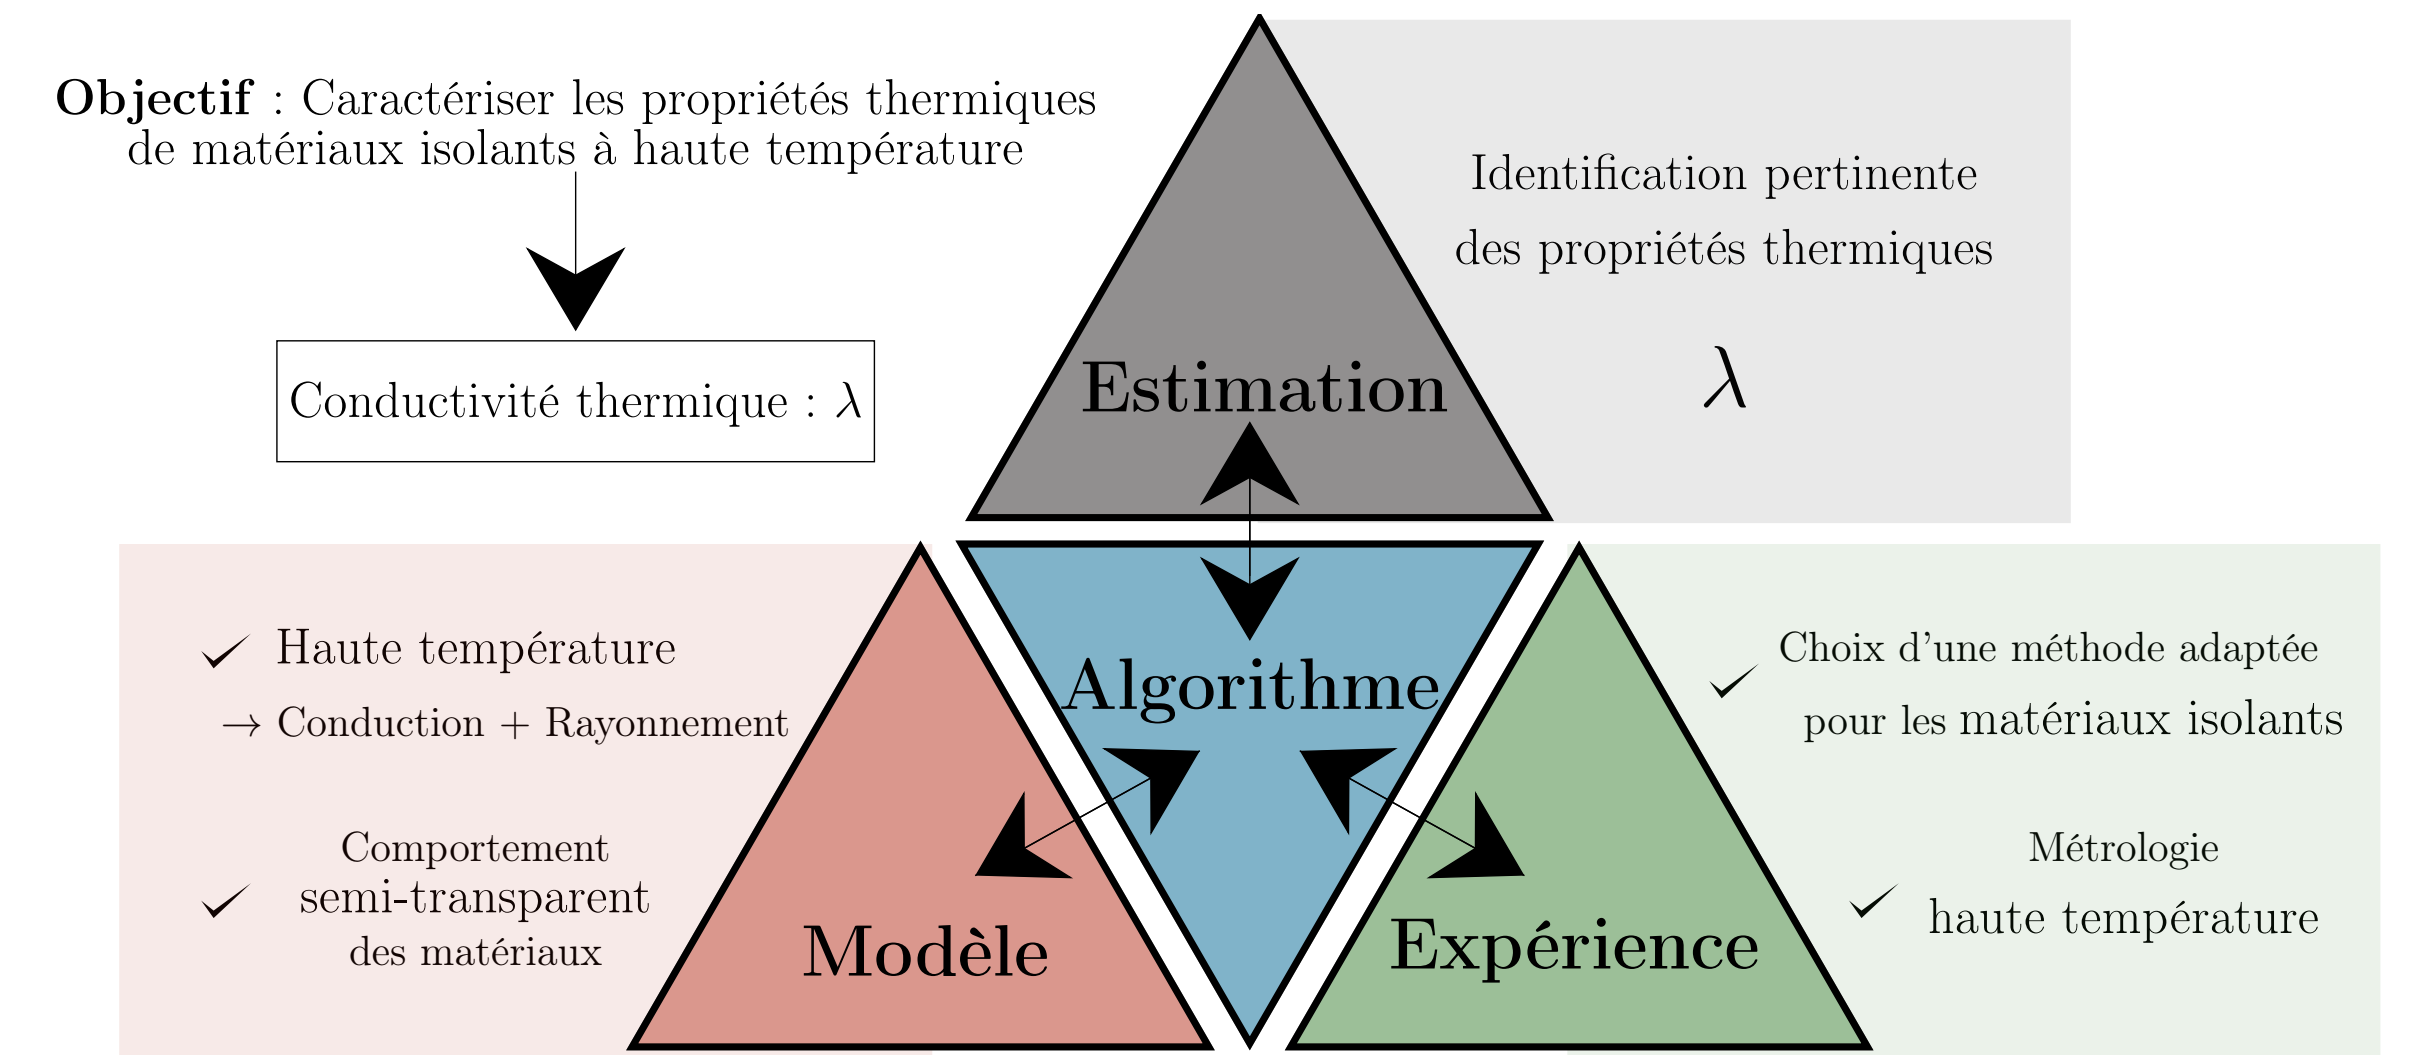 Objectif : Caractériser les propriétés thermiques
de matériaux isolants à haute température
Conductivité thermique : λ
Identification pertinente
des propriétés thermiques
λ
Estimation
Algorithme
✓ Haute température
→ Conduction + Rayonnement
✓ Comportement
semi-transparent
des matériaux
Modèle
Expérience
✓ Choix d'une méthode adaptée
pour les matériaux isolants
✓ Métrologie
haute température